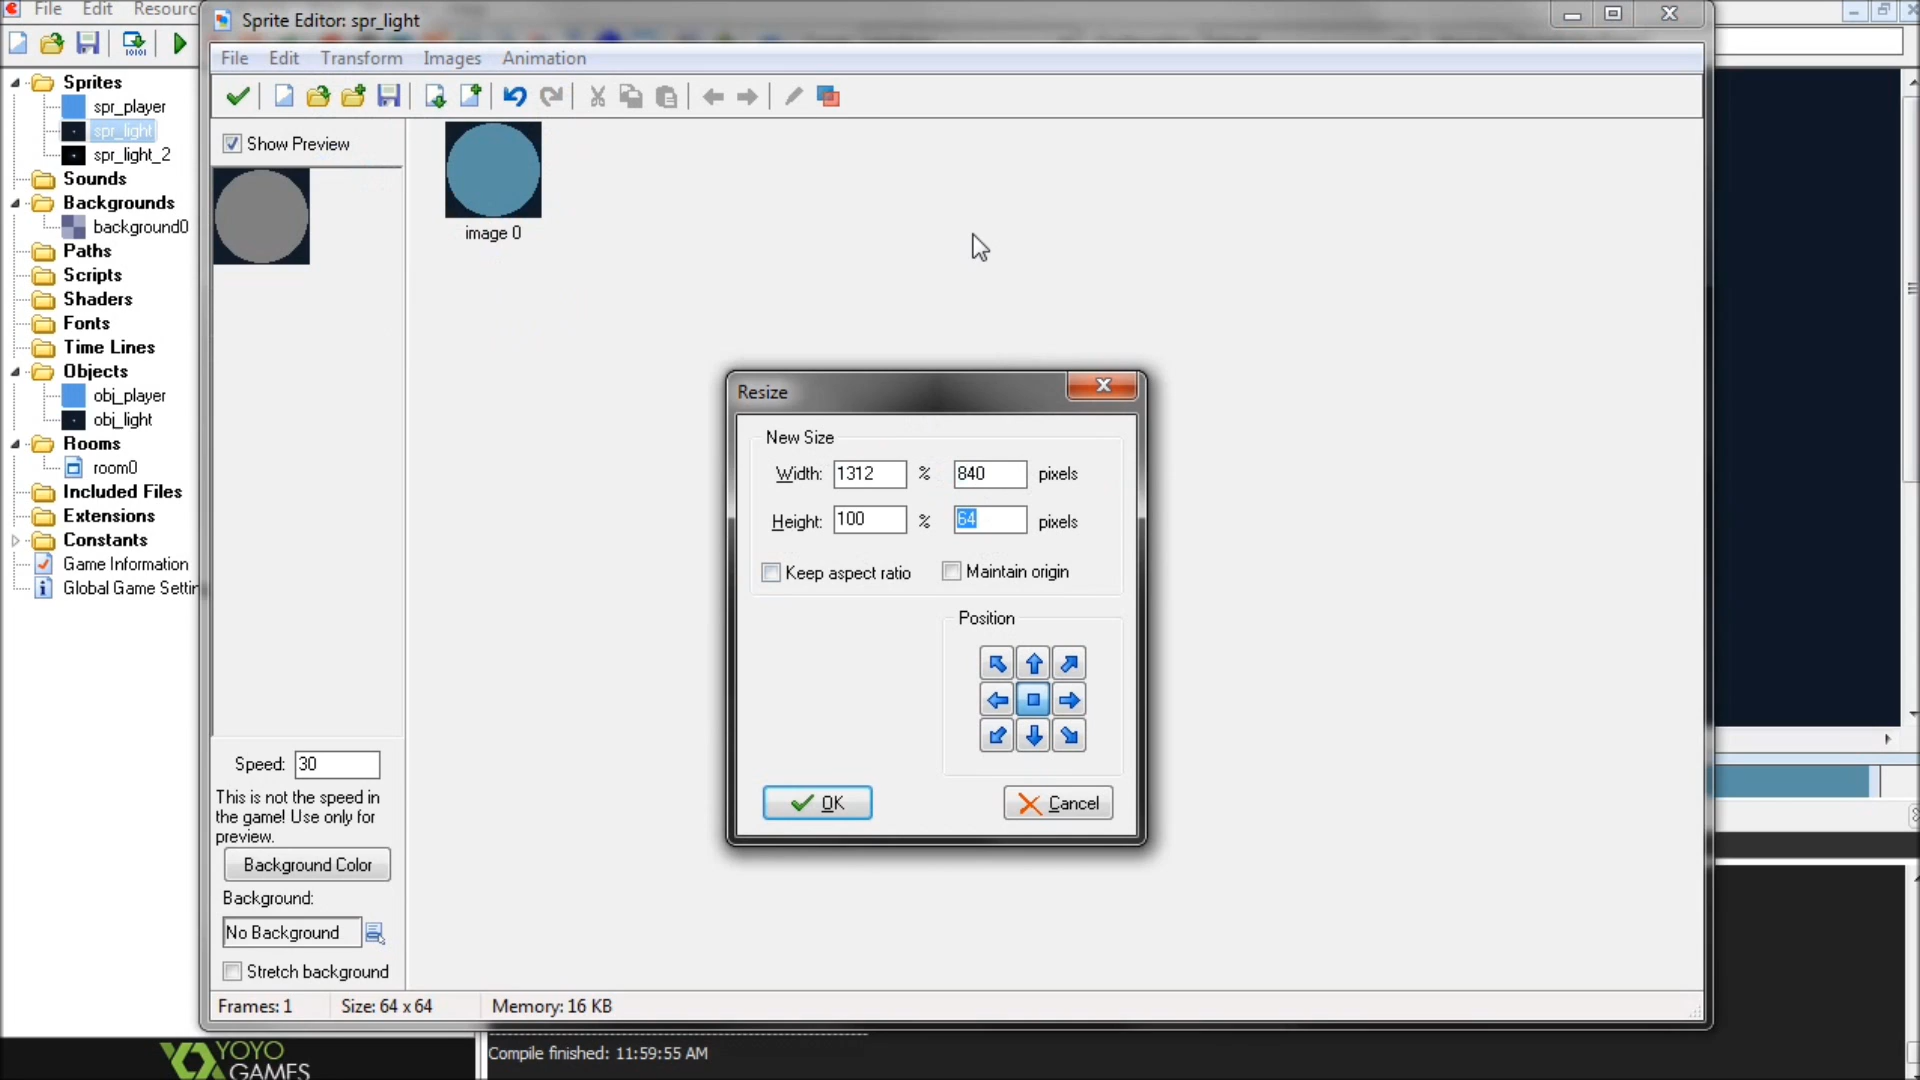 File Edit Resourc
Sprite Editor: spr_light
File Edit Transform Images Animation
Sprites
spr_player
spr_light
spr_light_2
Sounds
Backgrounds
background0
Paths
Scripts
Shaders
Fonts
Time Lines
Objects
obj_player
obj_light
Rooms
room0
Included Files
Extensions
Constants
Game Information
Global Game Settin
Show Preview
image 0
Resize
New Size
Width: 1312 % 840 pixels
Height: 100 % 64 pixels
Keep aspect ratio Maintain origin
Position
OK Cancel
Speed: 30
This is not the speed in
the game! Use only for
preview.
Background Color
Background:
No Background
Stretch background
Frames: 1 Size: 64 x 64 Memory: 16 KB
YOYO
GAMES
Compile finished: 11:59:55 AM